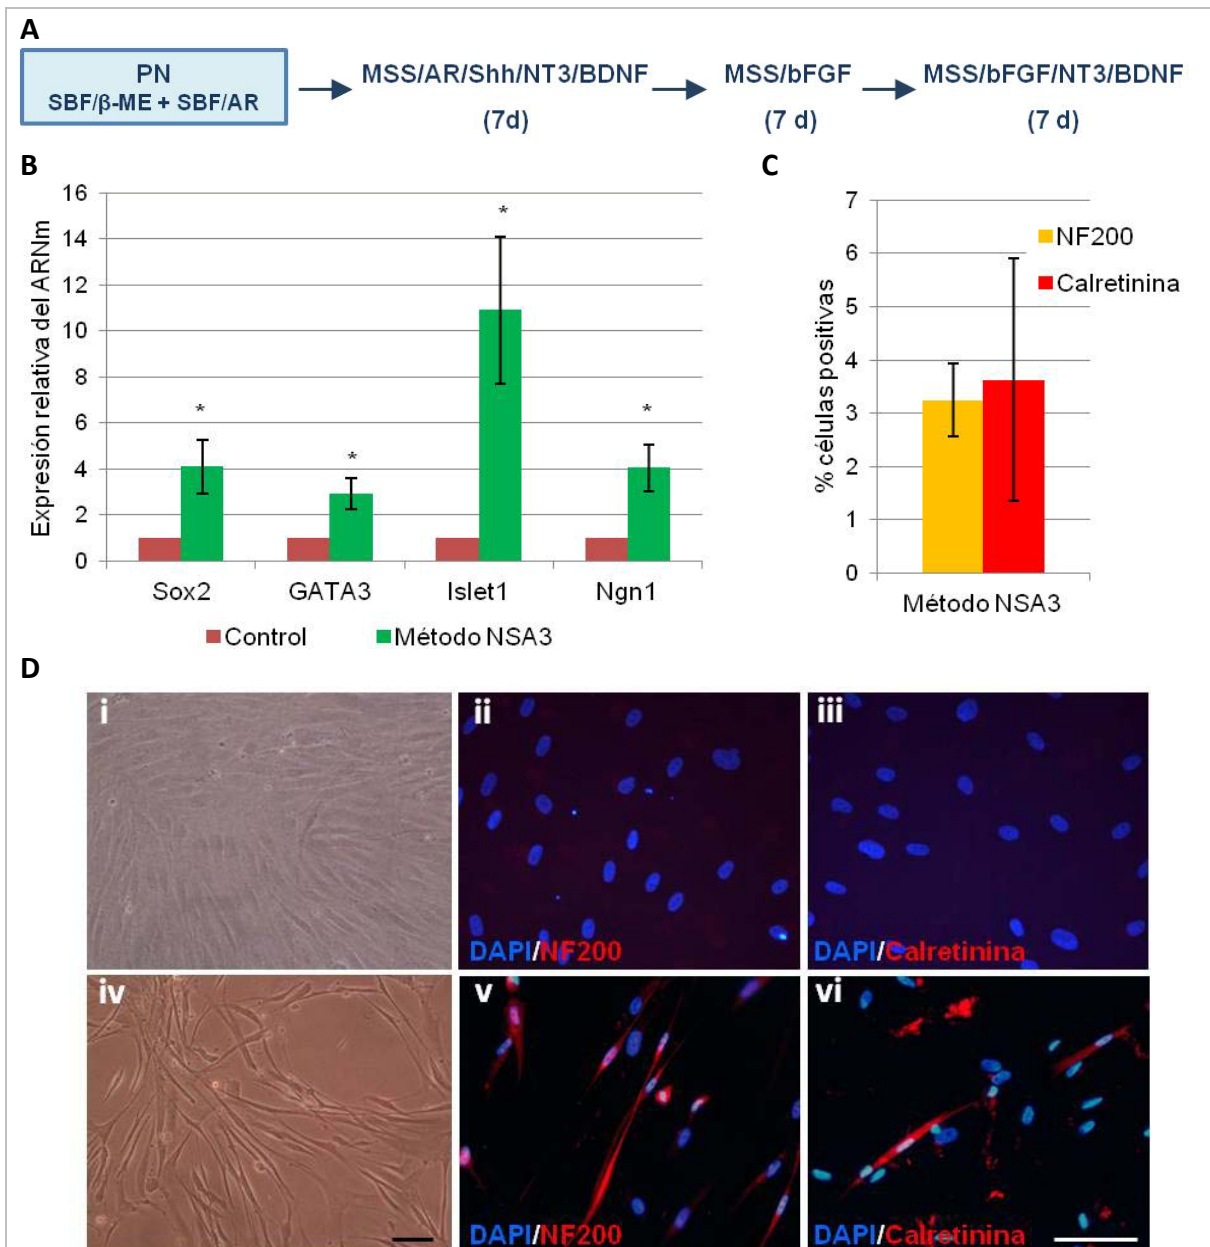 A
PN
SBF/β-ME + SBF/AR
MSS/AR/Shh/NT3/BDNF
(7d)
MSS/bFGF
(7 d)
MSS/bFGF/NT3/BDNF
(7 d)
B
Expresión relativa del ARNm
16
14
12
10
8
6
4
2
0
*
*
*
*
Sox2
GATA3
Islet1
Ngn1
Control
Método NSA3
C
% células positivas
7
6
5
4
3
2
1
0
NF200
Calretinina
Método NSA3
D
i
ii
DAPI/NF200
iii
DAPI/Calretinina
iv
v
DAPI/NF200
vi
DAPI/Calretinina